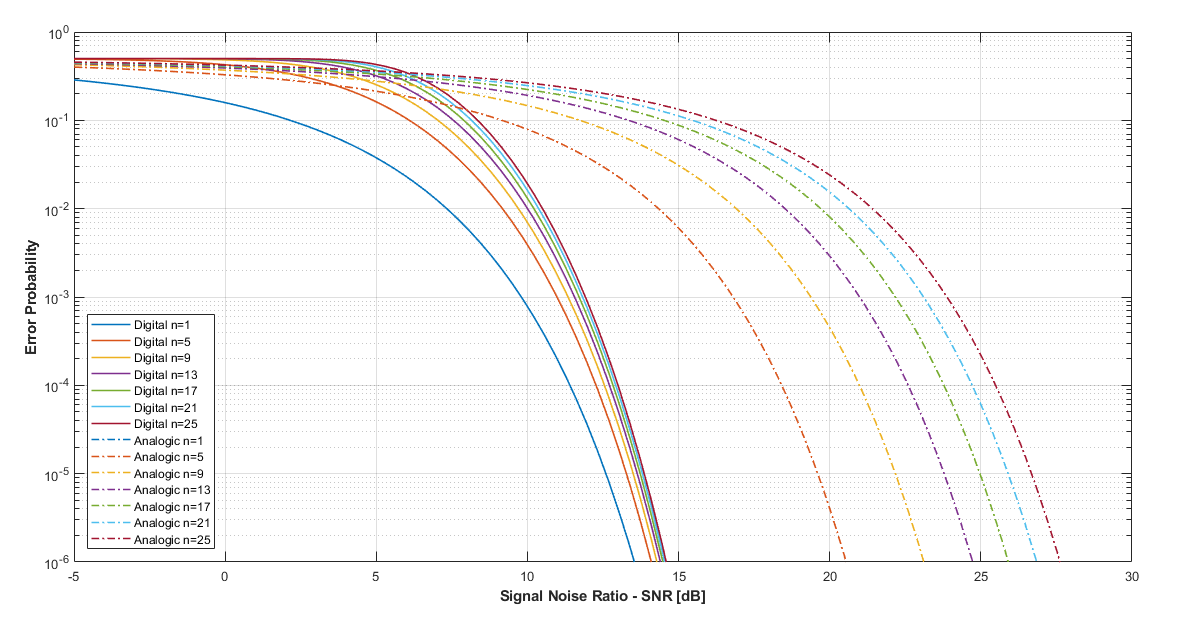 10^0
10^-1
10^-2
10^-3
10^-4
10^-5
10^-6
Error Probability
Digital n=1
Digital n=5
Digital n=9
Digital n=13
Digital n=17
Digital n=21
Digital n=25
Analogic n=1
Analogic n=5
Analogic n=9
Analogic n=13
Analogic n=17
Analogic n=21
Analogic n=25
-5 0 5 10 15 20 25 30
Signal Noise Ratio - SNR [dB]